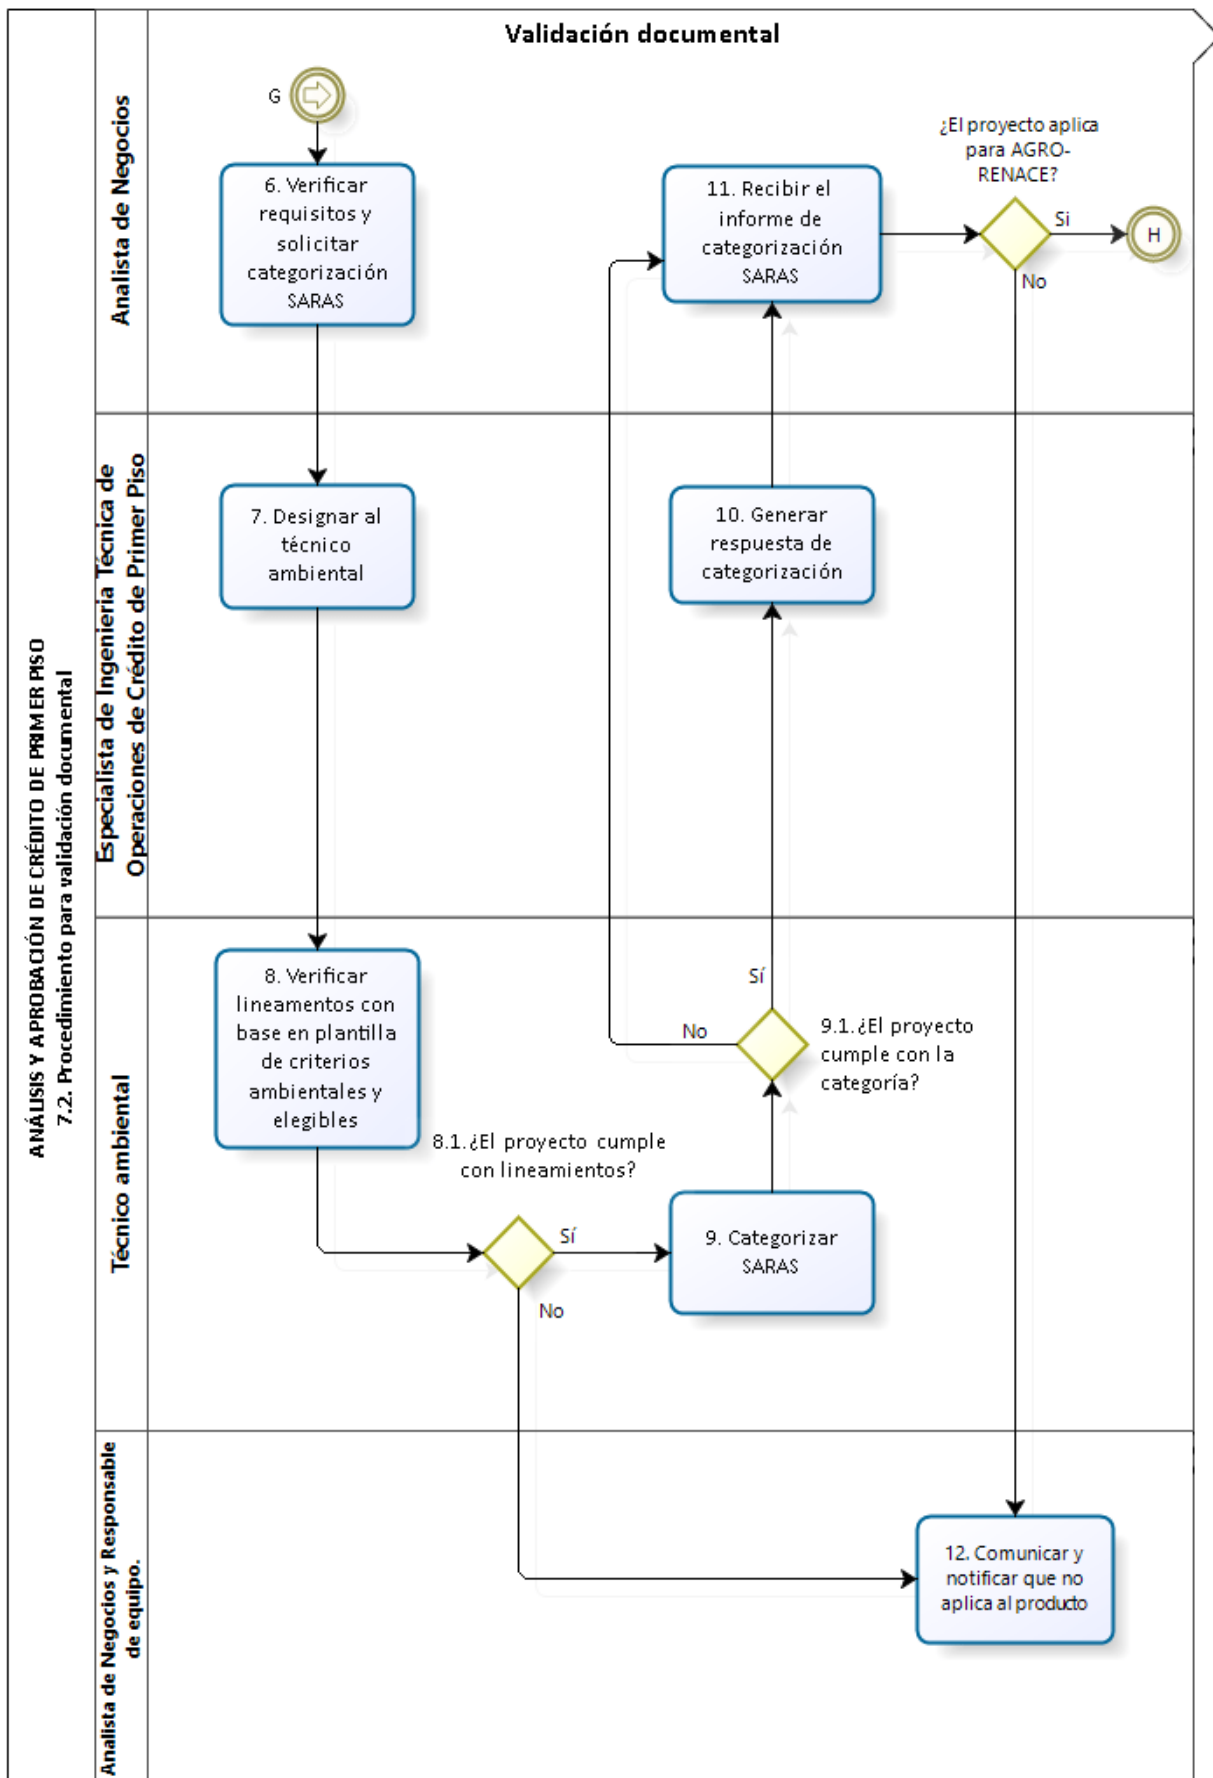 ANÁLISIS Y APROBACIÓN DE CRÉDITO DE PRIMER PISO
7.2. Procedimiento para validación documental
Validación documental
Analista de Negocios
G
6. Verificar
requisitos y
solicitar
categorización
SARAS
11. Recibir el
informe de
categorización
SARAS
¿El proyecto aplica
para AGRO-
RENACE?
Si
H
No
Especialista de Ingeniería Técnica de
Operaciones de Crédito de Primer Piso
7. Designar al
técnico
ambiental
10. Generar
respuesta de
categorización
Técnico ambiental
8. Verificar
lineamentos con
base en plantilla
de criterios
ambientales y
elegibles
Sí
No
9.1. ¿El proyecto
cumple con la
categoría?
8.1. ¿El proyecto cumple
con lineamientos?
Sí
No
9. Categorizar
SARAS
Analista de Negocios y Responsable
de equipo.
12. Comunicar y
notificar que no
aplica al producto